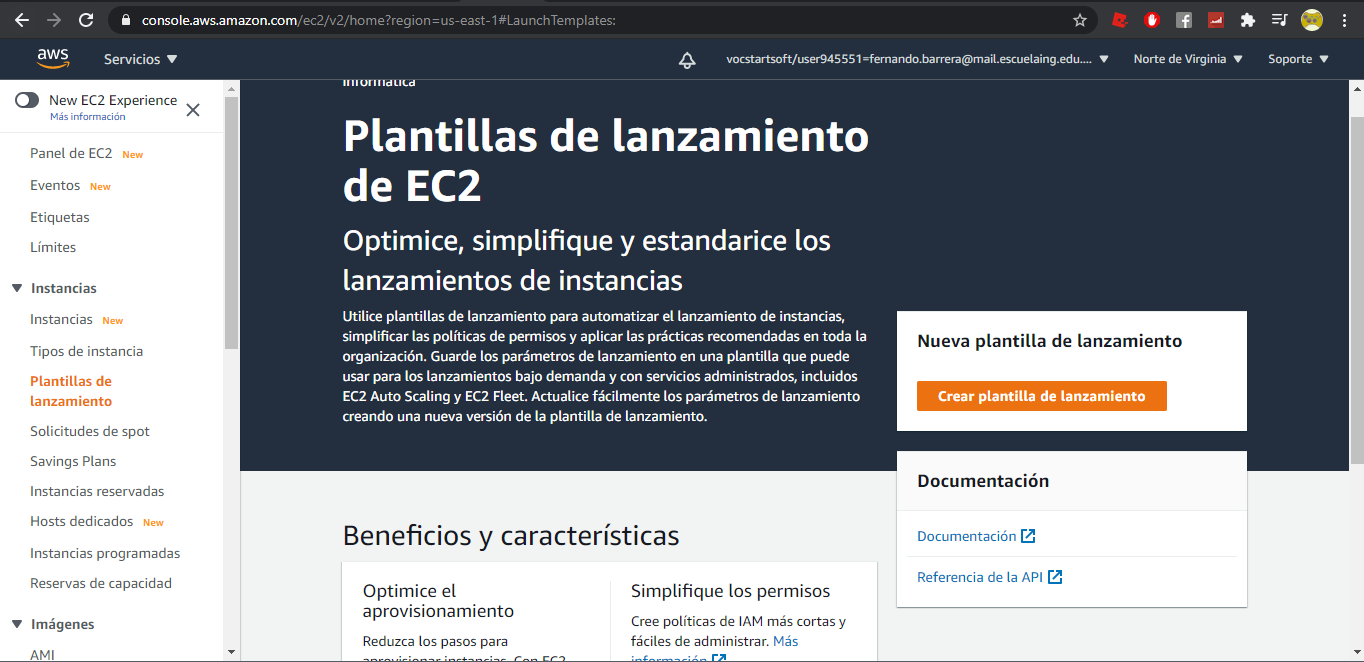 console.aws.amazon.com/ec2/v2/home?region=us-east-1#LaunchTemplates:
aws
Servicios
vocstartsoft/user945551=fernando.barrera@mail.escuelaing.edu....
Norte de Virginia
Soporte
New EC2 Experience
Más información
Panel de EC2 New
Eventos New
Etiquetas
Límites
Instancias
Instancias New
Tipos de instancia
Plantillas de
lanzamiento
Solicitudes de spot
Savings Plans
Instancias reservadas
Hosts dedicados New
Instancias programadas
Reservas de capacidad
Imágenes
AMI
Informática
Plantillas de lanzamiento
de EC2
Optimice, simplifique y estandarice los
lanzamientos de instancias
Utilice plantillas de lanzamiento para automatizar el lanzamiento de instancias,
simplificar las políticas de permisos y aplicar las prácticas recomendadas en toda la
organización. Guarde los parámetros de lanzamiento en una plantilla que puede
usar para los lanzamientos bajo demanda y con servicios administrados, incluidos
EC2 Auto Scaling y EC2 Fleet. Actualice fácilmente los parámetros de lanzamiento
creando una nueva versión de la plantilla de lanzamiento.
Nueva plantilla de lanzamiento
Crear plantilla de lanzamiento
Documentación
Documentación
Referencia de la API
Beneficios y características
Optimice el
aprovisionamiento
Reduzca los pasos para
aprovisionar instancias. Con EC2
Simplifique los permisos
Cree políticas de IAM más cortas y
fáciles de administrar. Más
información